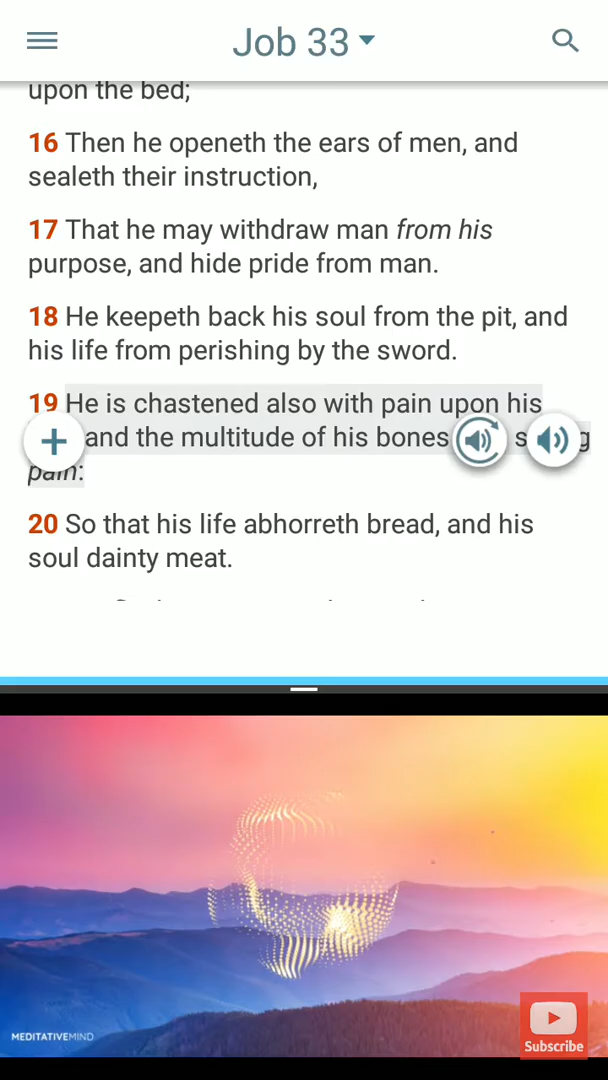 Job 33
upon the bed;
16 Then he openeth the ears of men, and
sealeth their instruction,
17 That he may withdraw man from his
purpose, and hide pride from man.
18 He keepeth back his soul from the pit, and
his life from perishing by the sword.
19 He is chastened also with pain upon his
and the multitude of his bones
pain:
20 So that his life abhorreth bread, and his
soul dainty meat.
MEDITATIVEMIND
Subscribe